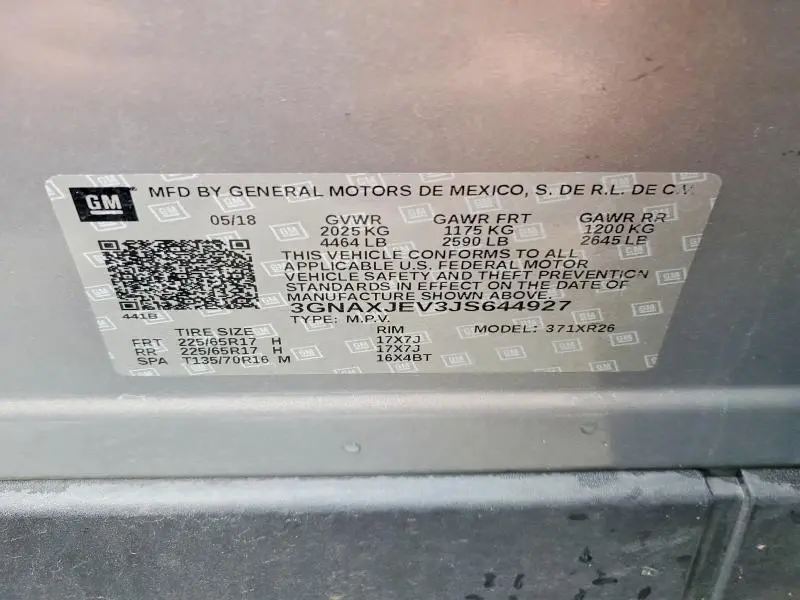 GM MFD BY GENERAL MOTORS DE MEXICO, S. DE R.L. DE C.V.
05/18 GVWR GAWR FRT GAWR RR
2025 KG 1175 KG 1200 KG
4464 LB 2590 LB 2645 LB
THIS VEHICLE CONFORMS TO ALL
APPLICABLE U.S. FEDERAL MOTOR
VEHICLE SAFETY AND THEFT PREVENTION
STANDARDS IN EFFECT ON THE DATE OF
MANUFACTURE SHOWN ABOVE.
3GNAXJEV3JS644927
441B
TYPE: M.P.V. MODEL: 371XR26
TIRE SIZE RIM
FRT 225/65R17 H 17X7J
RR 225/65R17 H 17X7J
SPA T135/70R16 M 16X4BT